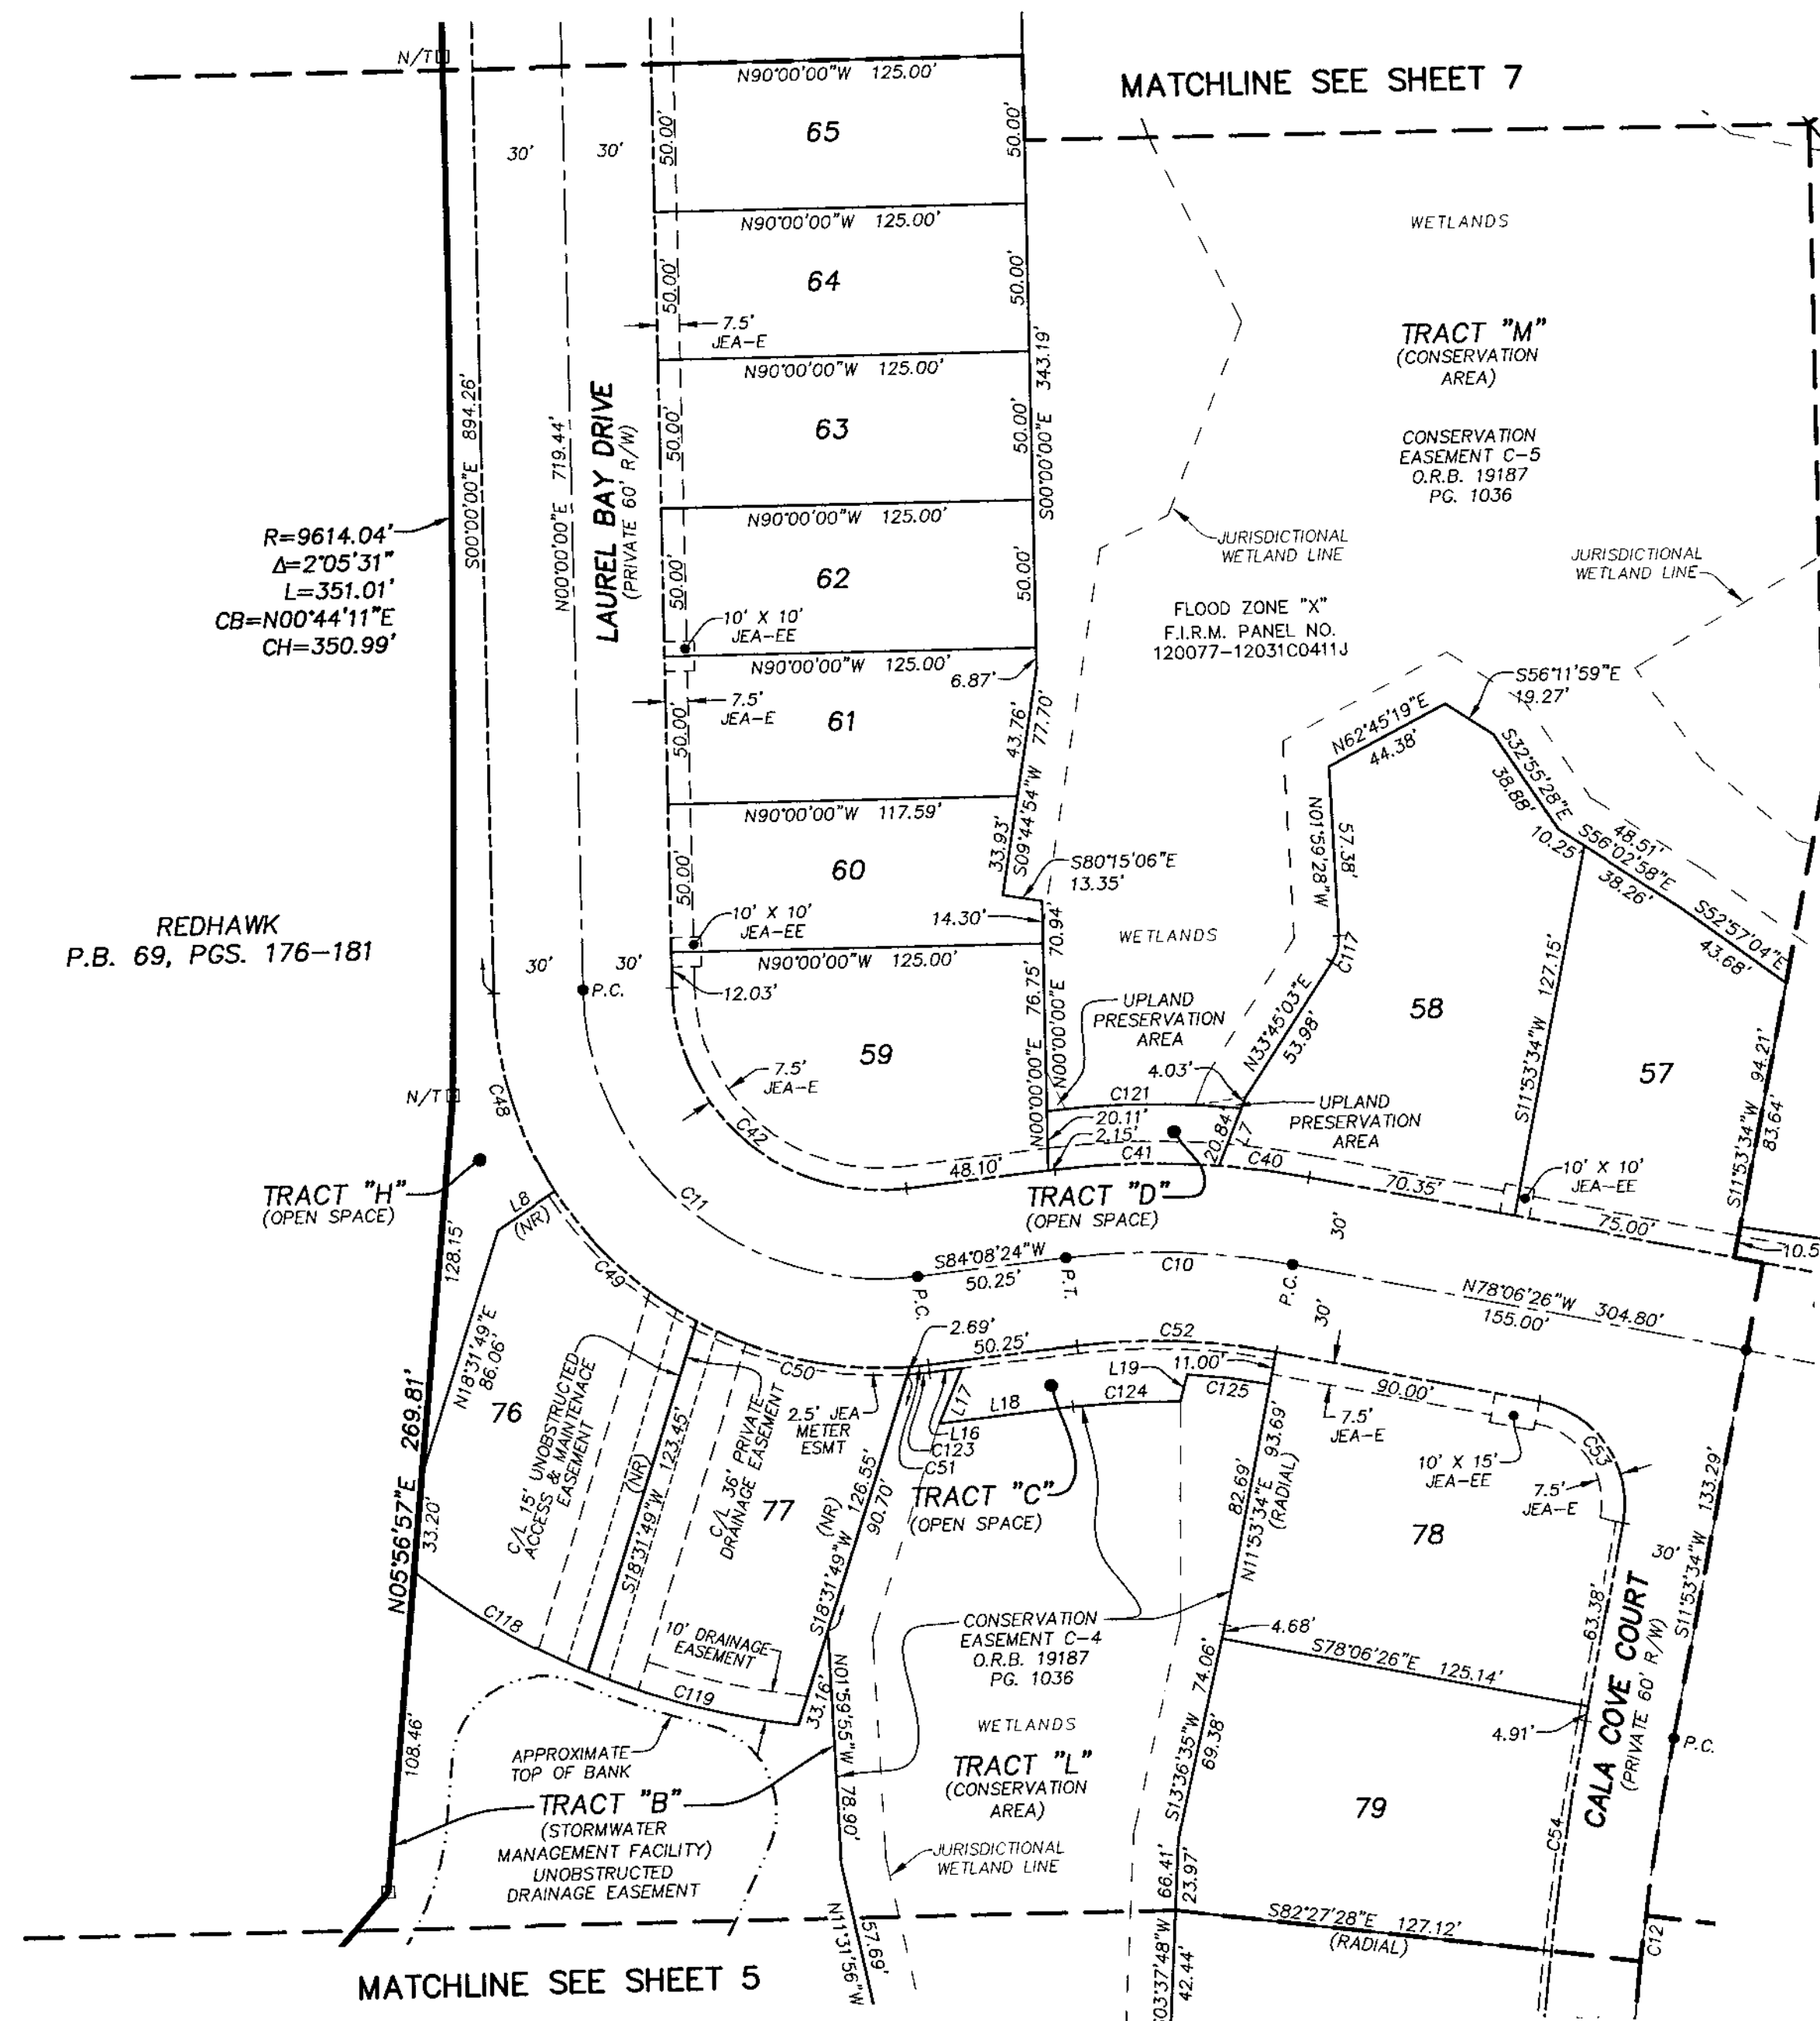 N/T
MATCHLINE SEE SHEET 7
N90°00'00"W 125.00'
30'
30'
50.00'
65
50.00'
N90°00'00"W 125.00'
50.00'
64
50.00'
7.5'
JEA-E
N90°00'00"W 125.00'
50.00'
63
50.00'
S00°00'00"E 343.19'
N90°00'00"W 125.00'
50.00'
62
50.00'
10' X 10'
JEA-EE
N90°00'00"W 125.00'
6.87'
7.5'
JEA-E
50.00'
61
43.76'
77.70'
N90°00'00"W 117.59'
50.00'
60
33.93'
S09°44'54"W
S80°15'06"E
13.35'
10' X 10'
JEA-EE
14.30'
70.94'
N90°00'00"W 125.00'
12.03'
59
76.75'
N00°00'00"E
N00°00'00"E
7.5'
JEA-E
S00°00'00"E 894.26'
N00°00'00"E 719.44'
LAUREL BAY DRIVE
(PRIVATE 60' R/W)
R=9614.04'
Δ=2°05'31"
L=351.01'
CB=N00°44'11"E
CH=350.99'
REDHAWK
P.B. 69, PGS. 176-181
30'
30'
P.C.
N/T
C48
C42
C11
TRACT "H"
(OPEN SPACE)
128.15'
L8
(NR)
C49
WETLANDS
TRACT "M"
(CONSERVATION
AREA)
CONSERVATION
EASEMENT C-5
O.R.B. 19187
PG. 1036
JURISDICTIONAL
WETLAND LINE
JURISDICTIONAL
WETLAND LINE
FLOOD ZONE "X"
F.I.R.M. PANEL NO.
120077-12031C0411J
S56°11'59"E
19.27'
N62°45'19"E
44.38'
S32°55'28"E
38.88'
10.25'
48.51'
S56°02'58"E
38.26'
S52°57'04"E
43.68'
N01°59'28"W
57.38'
C117
WETLANDS
N33°45'03"E
53.98'
58
S11°53'34"W 127.15'
57
S11°53'34"W 94.21'
83.64'
UPLAND
PRESERVATION
AREA
4.03'
C121
UPLAND
PRESERVATION
AREA
20.11'
2.15'
20.84'
L7
48.10'
C41
C40
TRACT "D"
(OPEN SPACE)
70.35'
10' X 10'
JEA-EE
75.00'
10.5
30'
S84°08'24"W
50.25'
P.C.
P.T.
C10
P.C.
N78°06'26"W 304.80'
155.00'
30'
2.69'
50.25'
C52
L19
11.00'
C125
C124
L18
L17
L16
C123
C51
C50
2.5' JEA
METER
ESMT
TRACT "C"
(OPEN SPACE)
90.00'
7.5'
JEA-E
10' X 15'
JEA-EE
C53
7.5'
JEA-E
N18°31'49"E
86.06'
76
C/L 15' UNOBSTRUCTED
ACCESS & MAINTENACE
EASEMENT
(NR)
S18°31'49"W 123.45'
C/L 36' PRIVATE
DRAINAGE EASEMENT
77
S18°31'49"W (NR) 126.55'
90.70'
N05°56'57"E 269.81'
33.20'
C118
10' DRAINAGE
EASEMENT
C119
33.16'
N01°59'55"W 78.90'
108.46'
APPROXIMATE
TOP OF BANK
TRACT "B"
(STORMWATER
MANAGEMENT FACILITY)
UNOBSTRUCTED
DRAINAGE EASEMENT
CONSERVATION
EASEMENT C-4
O.R.B. 19187
PG. 1036
WETLANDS
TRACT "L"
(CONSERVATION
AREA)
JURISDICTIONAL
WETLAND LINE
N11°31'56"W
57.69'
82.69'
N11°53'34"E 93.69'
(RADIAL)
78
4.68'
S78°06'26"E 125.14'
S13°36'35"W 74.06'
69.38'
63.38'
4.91'
30'
S11°53'34"W 133.29'
CALA COVE COURT
(PRIVATE 60' R/W)
P.C.
79
C54
66.41'
23.97'
S03°37'48"W
42.44'
S82°27'28"E 127.12'
(RADIAL)
C12
MATCHLINE SEE SHEET 5